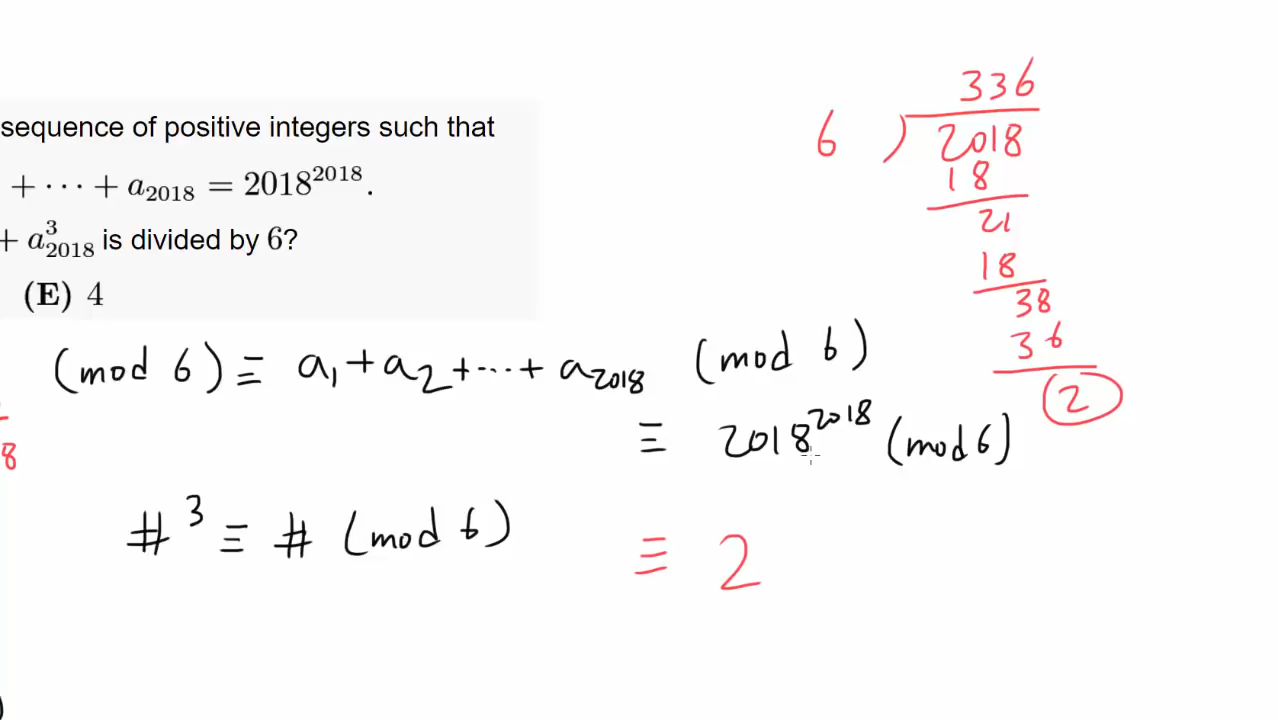 sequence of positive integers such that
+ ⋯ + a₂₀₁₈ = 2018²⁰¹⁸.
+ a³₂₀₁₈ is divided by 6?
(E) 4
336
6 ) 2018
18
21
18
38
36
2
(mod 6) ≡ a₁ + a₂ + ⋯ + a₂₀₁₈ (mod 6)
≡ 2018²⁰¹⁸ (mod 6)
8
#³ ≡ # (mod 6)
≡ 2